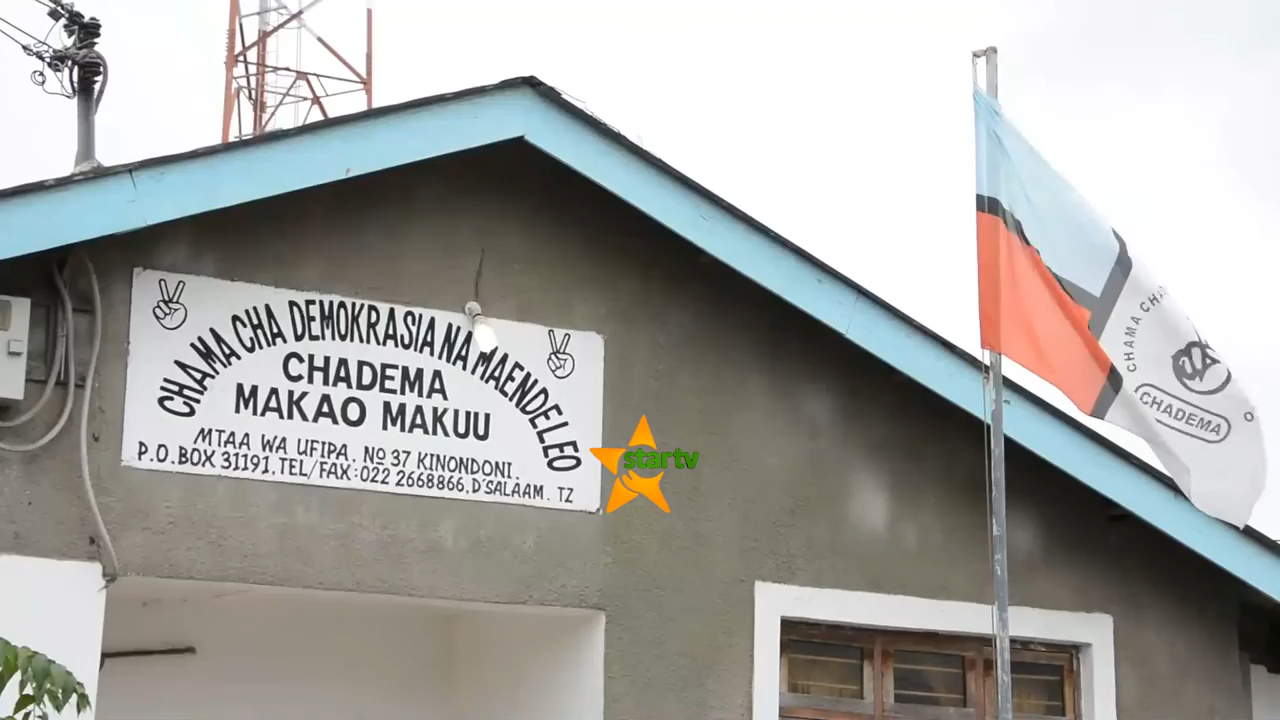 CHAMA CHA DEMOKRASIA NA MAENDELEO
CHADEMA
MAKAO MAKUU
MTAA WA UFIPA. Nº 37 KINONDONI.
P.O.BOX 31191.TEL/FAX:022 2668866,D'SALAAM. TZ
startv
CHAMA CHA
CHADEMA